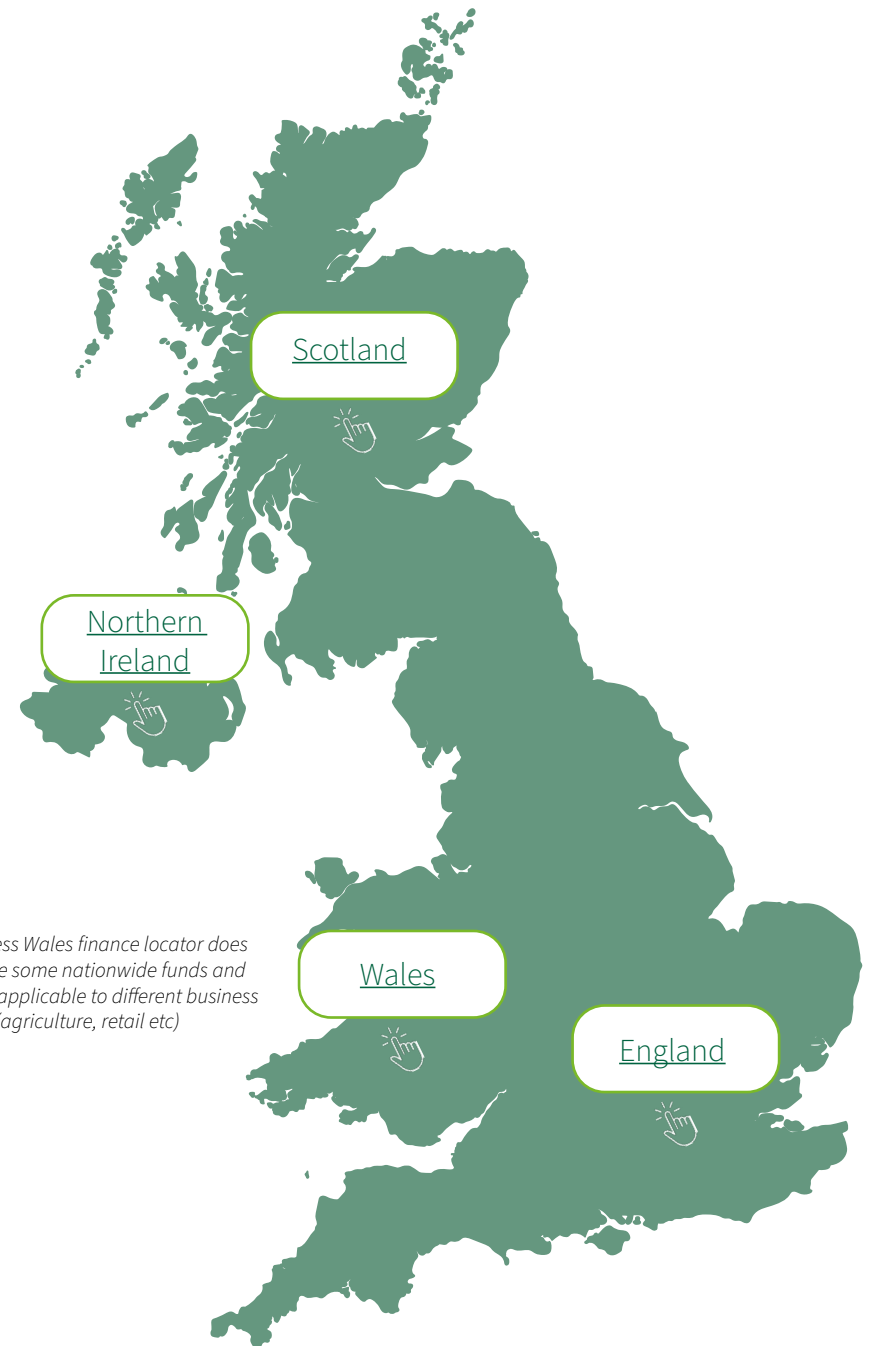 Scotland
Northern
Ireland
ess Wales finance locator does
e some nationwide funds and
applicable to different business
(agriculture, retail etc)
Wales
England